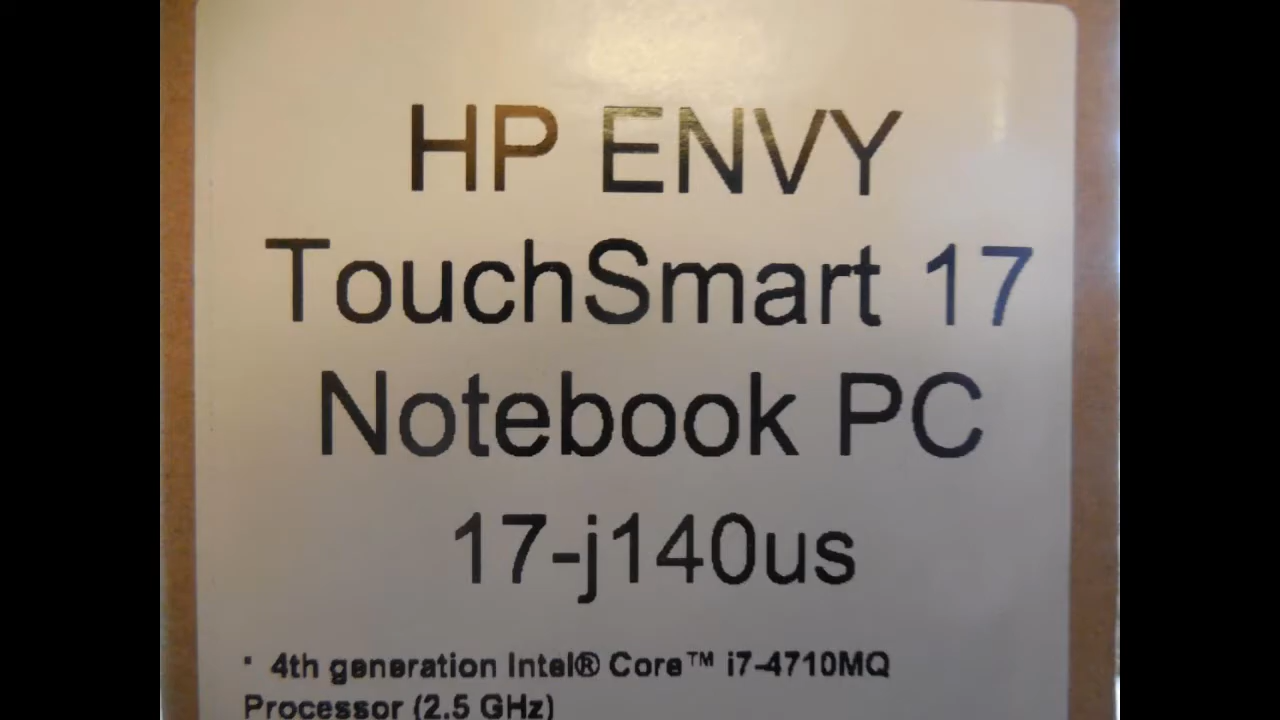 HP ENVY
TouchSmart 17
Notebook PC
17-j140us
· 4th generation Intel® Core™ i7-4710MQ
Processor (2.5 GHz)